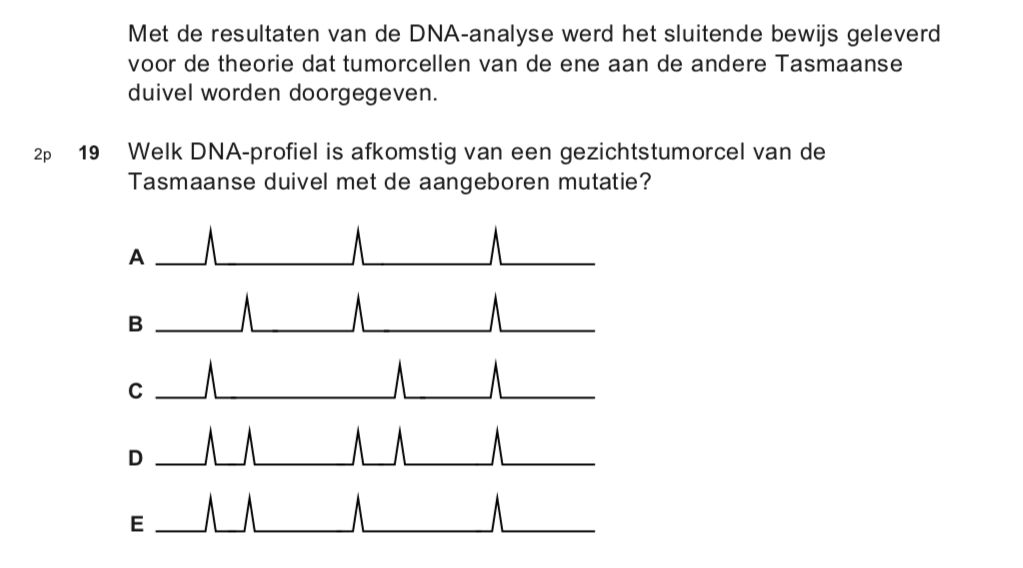 Met de resultaten van de DNA-analyse werd het sluitende bewijs geleverd
voor de theorie dat tumorcellen van de ene aan de andere Tasmaanse
duivel worden doorgegeven.
2p 19 Welk DNA-profiel is afkomstig van een gezichtstumorcel van de
Tasmaanse duivel met de aangeboren mutatie?
A
B
C
D
E